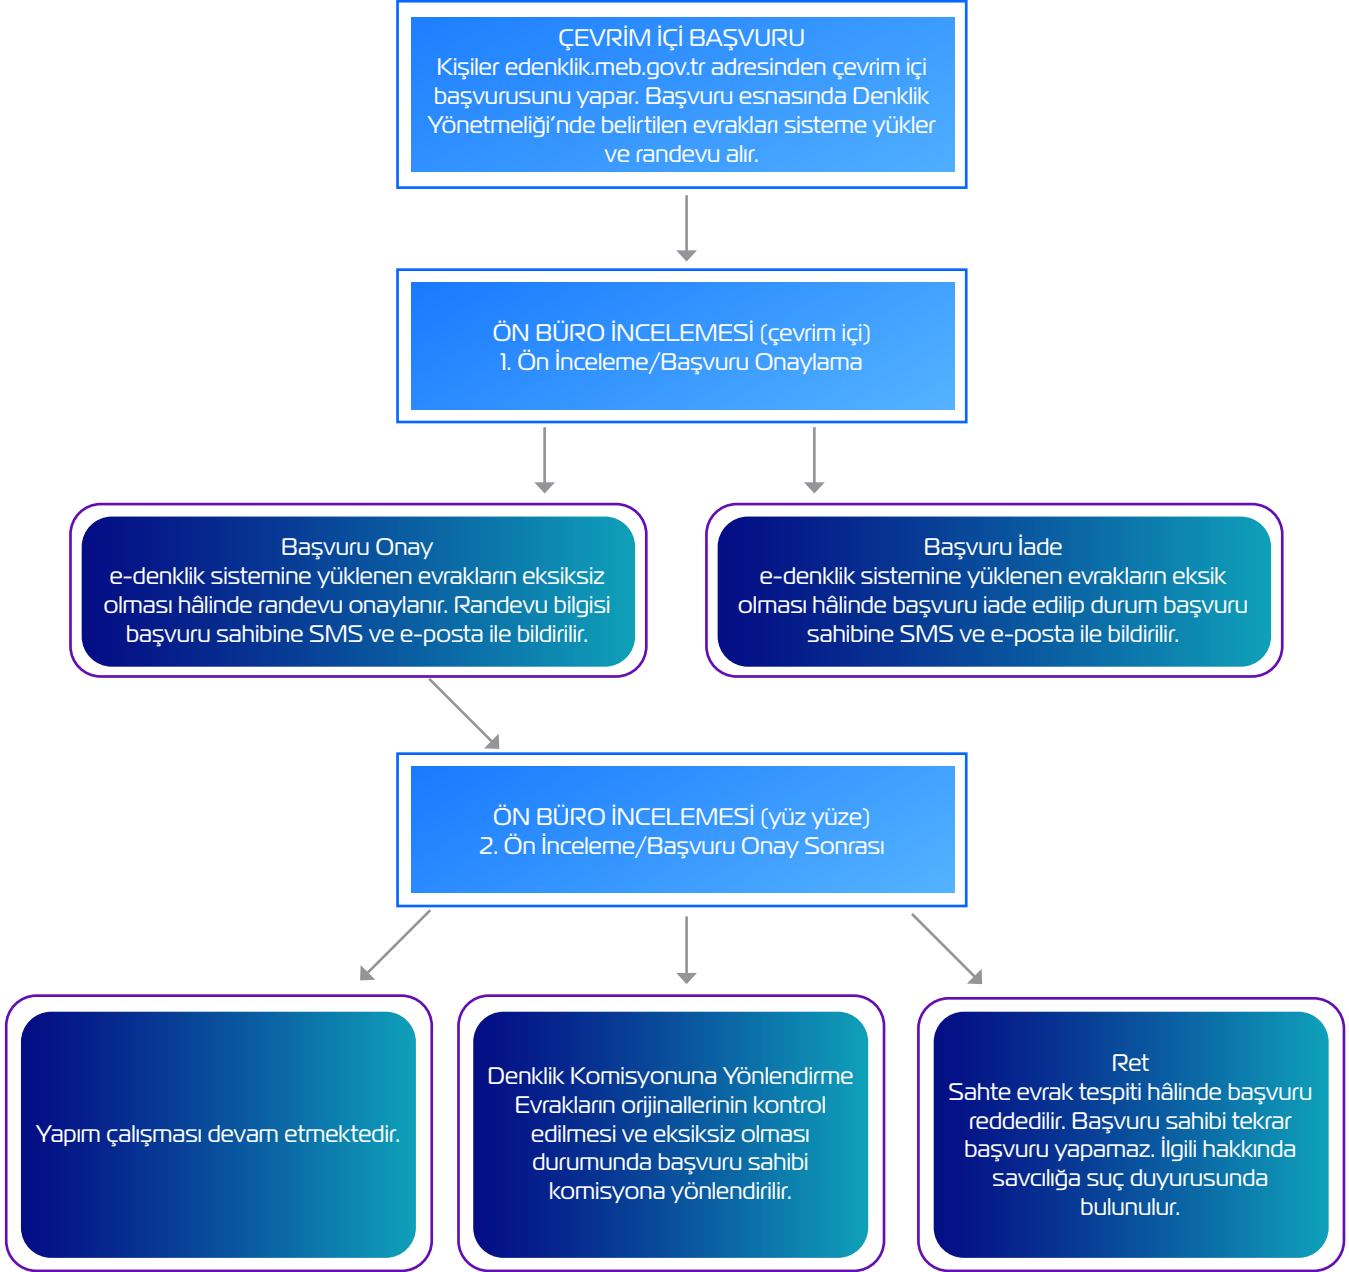 ÇEVRİM İÇİ BAŞVURU
Kişiler edenklik.meb.gov.tr adresinden çevrim içi
başvurusunu yapar. Başvuru esnasında Denklik
Yönetmeliği’nde belirtilen evrakları sisteme yükler
ve randevu alır.
ÖN BÜRO İNCELEMESİ (çevrim içi)
1. Ön İnceleme/Başvuru Onaylama
Başvuru Onay
e-denklik sistemine yüklenen evrakların eksiksiz
olması hâlinde randevu onaylanır. Randevu bilgisi
başvuru sahibine SMS ve e-posta ile bildirilir.
Başvuru İade
e-denklik sistemine yüklenen evrakların eksik
olması hâlinde başvuru iade edilip durum başvuru
sahibine SMS ve e-posta ile bildirilir.
ÖN BÜRO İNCELEMESİ (yüz yüze)
2. Ön İnceleme/Başvuru Onay Sonrası
Yapım çalışması devam etmektedir.
Denklik Komisyonuna Yönlendirme
Evrakların orijinallerinin kontrol
edilmesi ve eksiksiz olması
durumunda başvuru sahibi
komisyona yönlendirilir.
Ret
Sahte evrak tespiti hâlinde başvuru
reddedilir. Başvuru sahibi tekrar
başvuru yapamaz. İlgili hakkında
savcılığa suç duyurusunda
bulunulur.